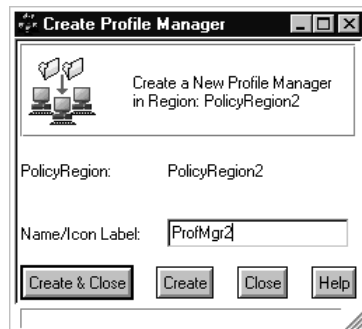 Create Profile Manager
Create a New Profile Manager
in Region: PolicyRegion2
PolicyRegion: PolicyRegion2
Name/Icon Label: ProfMgr2
Create & Close Create Close Help